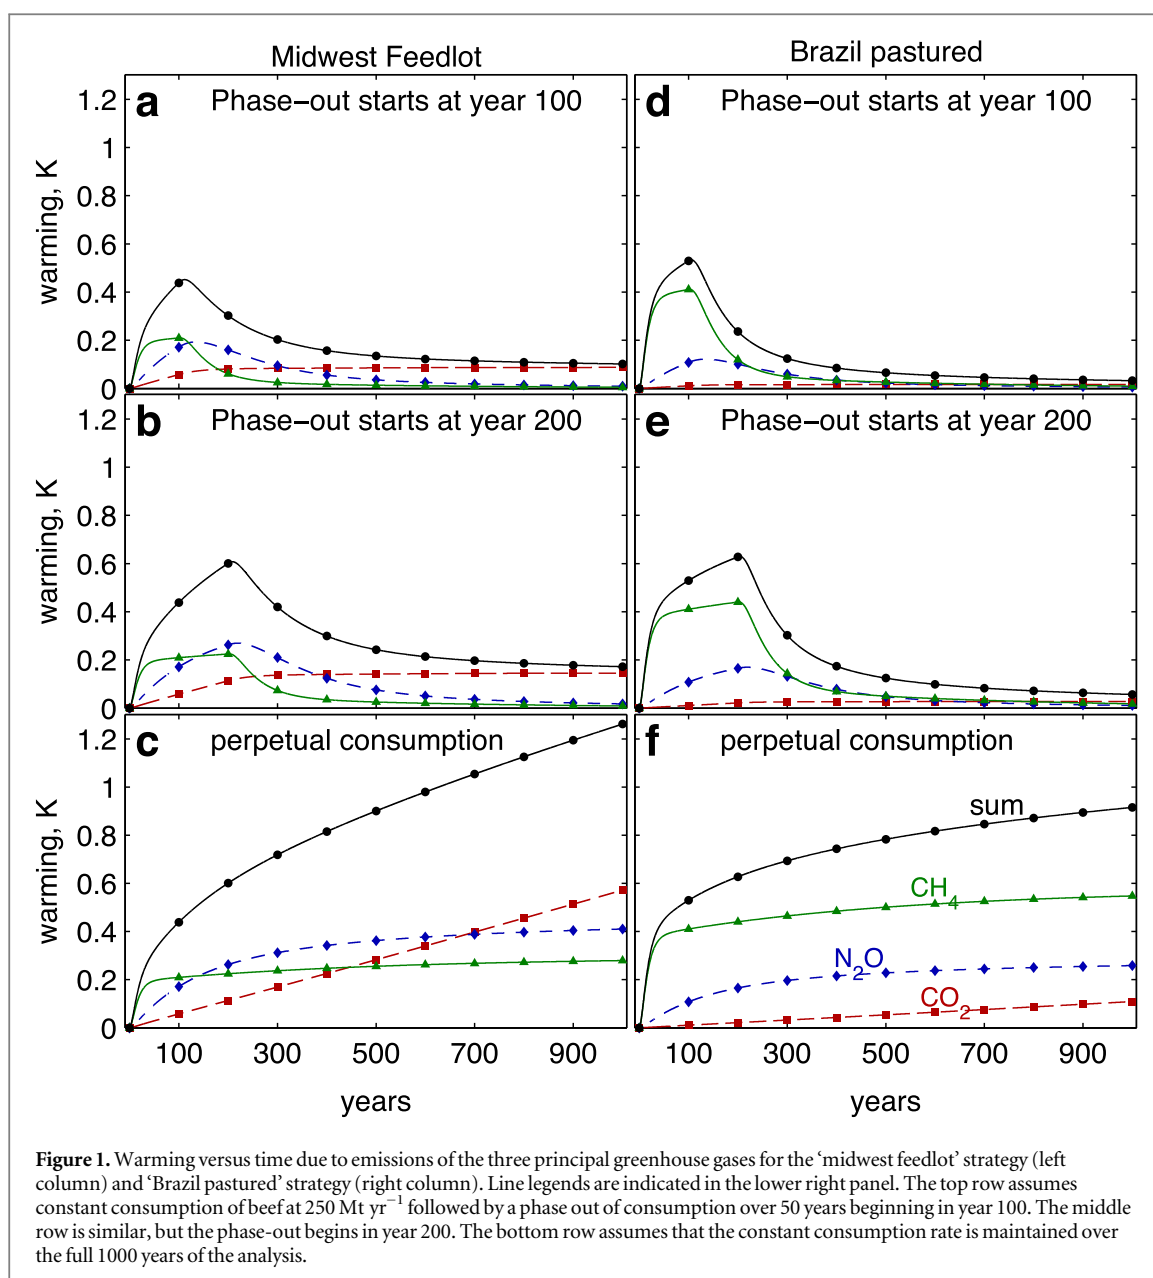 Midwest Feedlot
Brazil pastured
a
Phase−out starts at year 100
1.2
1
0.8
0.6
0.4
0.2
0
warming, K
d
Phase−out starts at year 100
b
Phase−out starts at year 200
1.2
1
0.8
0.6
0.4
0.2
0
warming, K
e
Phase−out starts at year 200
c
perpetual consumption
1.2
1
0.8
0.6
0.4
0.2
0
warming, K
100 300 500 700 900
years
f
perpetual consumption
sum
CH4
N2O
CO2
100 300 500 700 900
years
Figure 1. Warming versus time due to emissions of the three principal greenhouse gases for the ‘midwest feedlot’ strategy (left
column) and ‘Brazil pastured’ strategy (right column). Line legends are indicated in the lower right panel. The top row assumes
constant consumption of beef at 250 Mt yr−1 followed by a phase out of consumption over 50 years beginning in year 100. The middle
row is similar, but the phase-out begins in year 200. The bottom row assumes that the constant consumption rate is maintained over
the full 1000 years of the analysis.